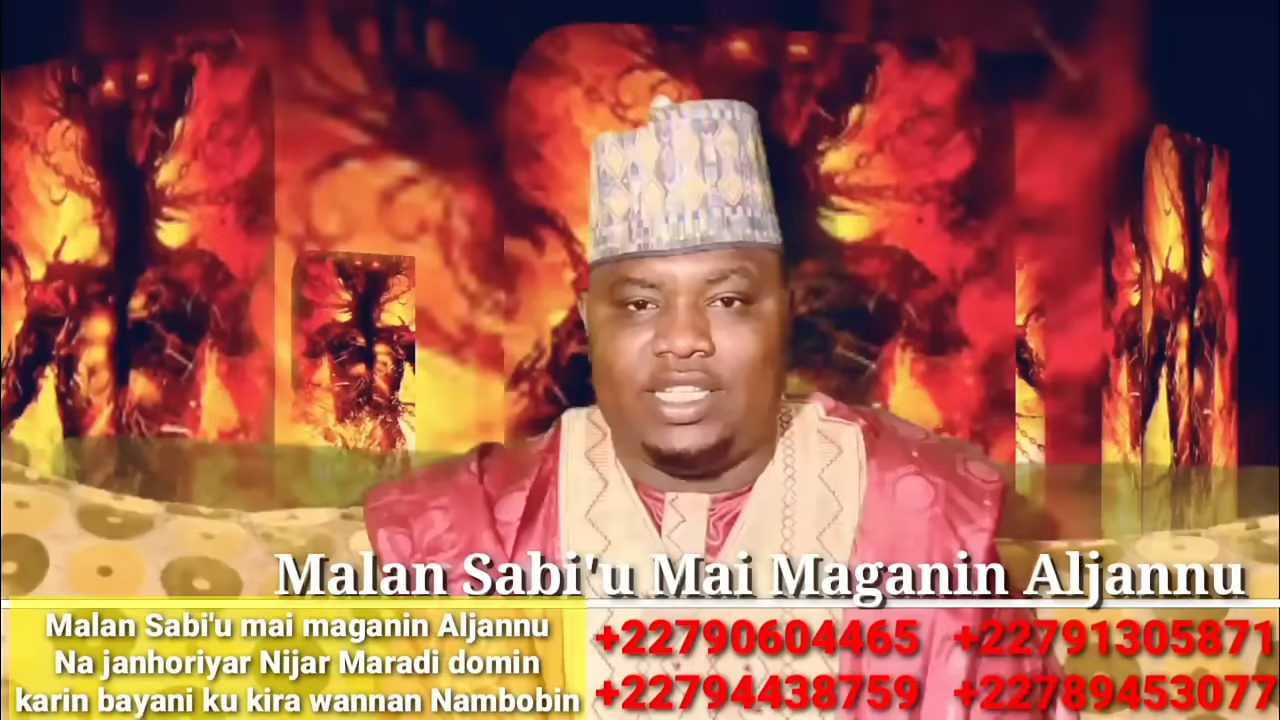 Malan Sabi'u Mai Maganin Aljannu
Malan Sabi'u mai maganin Aljannu
Na janhoriyar Nijar Maradi domin
karin bayani ku kira wannan Nambobin
+22790604465 +22791305871
+22794438759 +22789453077